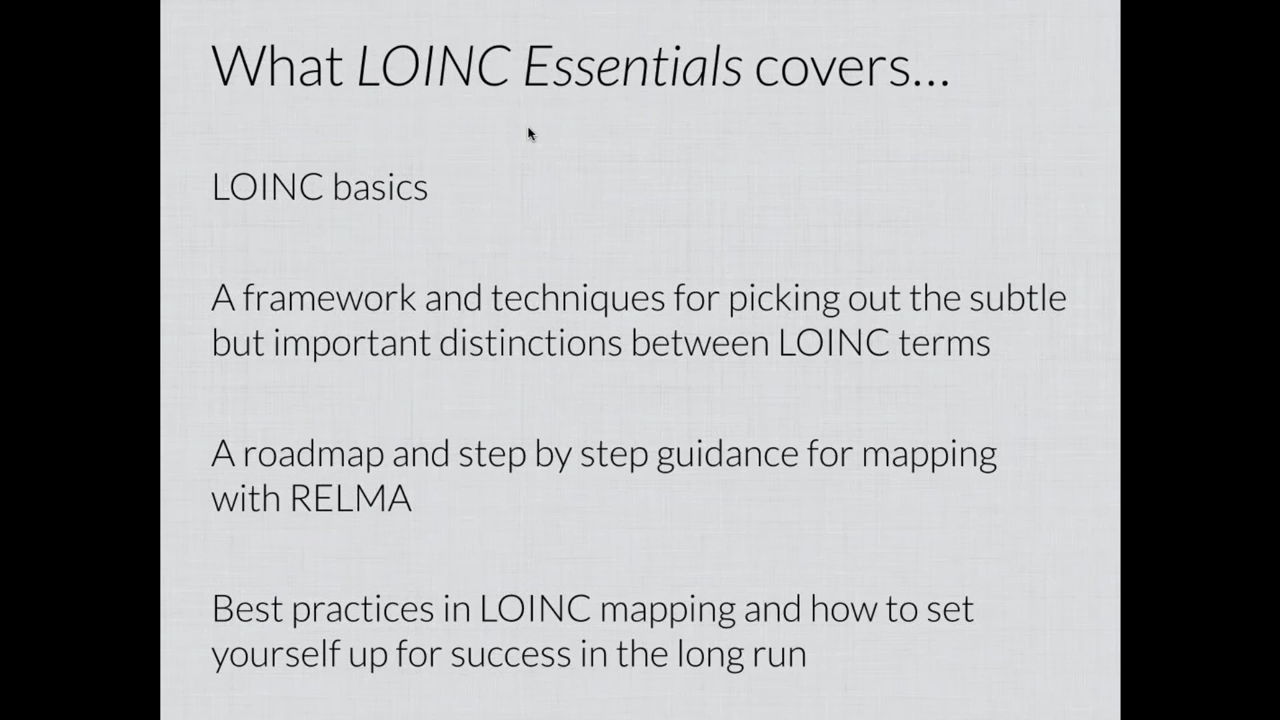 What LOINC Essentials covers...
LOINC basics
A framework and techniques for picking out the subtle
but important distinctions between LOINC terms
A roadmap and step by step guidance for mapping
with RELMA
Best practices in LOINC mapping and how to set
yourself up for success in the long run